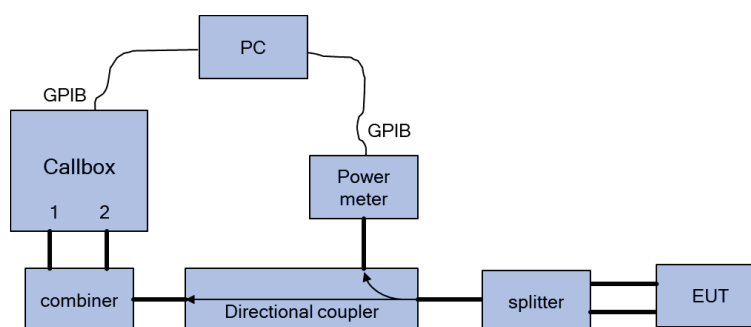 PC
GPIB
GPIB
Callbox
Power
meter
1 2
combiner
Directional coupler
splitter
EUT